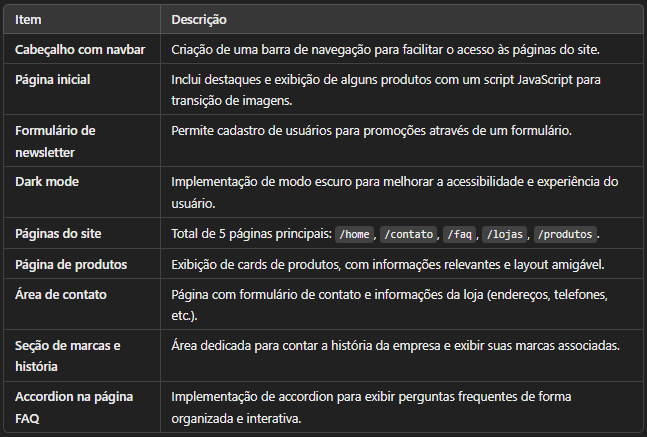 Item Descrição
Cabeçalho com navbar Criação de uma barra de navegação para facilitar o acesso às páginas do site.
Página inicial Inclui destaques e exibição de alguns produtos com um script JavaScript para
transição de imagens.
Formulário de Permite cadastro de usuários para promoções através de um formulário.
newsletter
Dark mode Implementação de modo escuro para melhorar a acessibilidade e experiência do
usuário.
Páginas do site Total de 5 páginas principais: /home, /contato, /faq, /lojas, /produtos.
Página de produtos Exibição de cards de produtos, com informações relevantes e layout amigável.
Área de contato Página com formulário de contato e informações da loja (endereços, telefones,
etc.).
Seção de marcas e Área dedicada para contar a história da empresa e exibir suas marcas associadas.
história
Accordion na página Implementação de accordion para exibir perguntas frequentes de forma
FAQ organizada e interativa.